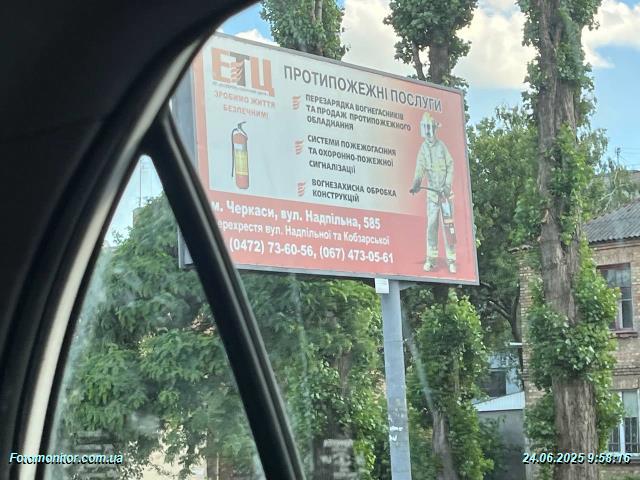 ЕТЦ
ЗРОБИМО ЖИТТЯ
БЕЗПЕЧНИМ!
ПРОТИПОЖЕЖНІ ПОСЛУГИ
ПЕРЕЗАРЯДКА ВОГНЕГАСНИКІВ
ТА ПРОДАЖ ПРОТИПОЖЕЖНОГО
ОБЛАДНАННЯ
СИСТЕМИ ПОЖЕЖОГАСІННЯ
ТА ОХОРОННО-ПОЖЕЖНОЇ
СИГНАЛІЗАЦІЇ
ВОГНЕЗАХИСНА ОБРОБКА
КОНСТРУКЦІЙ
м. Черкаси, вул. Надпільна, 585
перехрестя вул. Надпільної та Кобзарської
(0472) 73-60-56, (067) 473-05-61
Fotomonitor.com.ua
24.06.2025 9:58:16